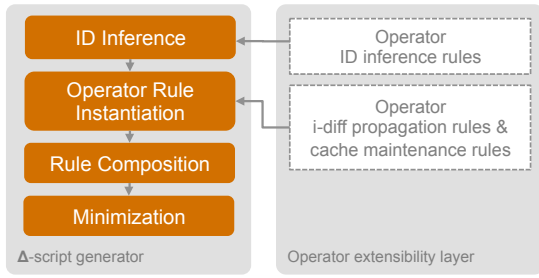 ID Inference
Operator Rule
Instantiation
Rule Composition
Minimization
Δ-script generator
Operator
ID inference rules
Operator
i-diff propagation rules &
cache maintenance rules
Operator extensibility layer